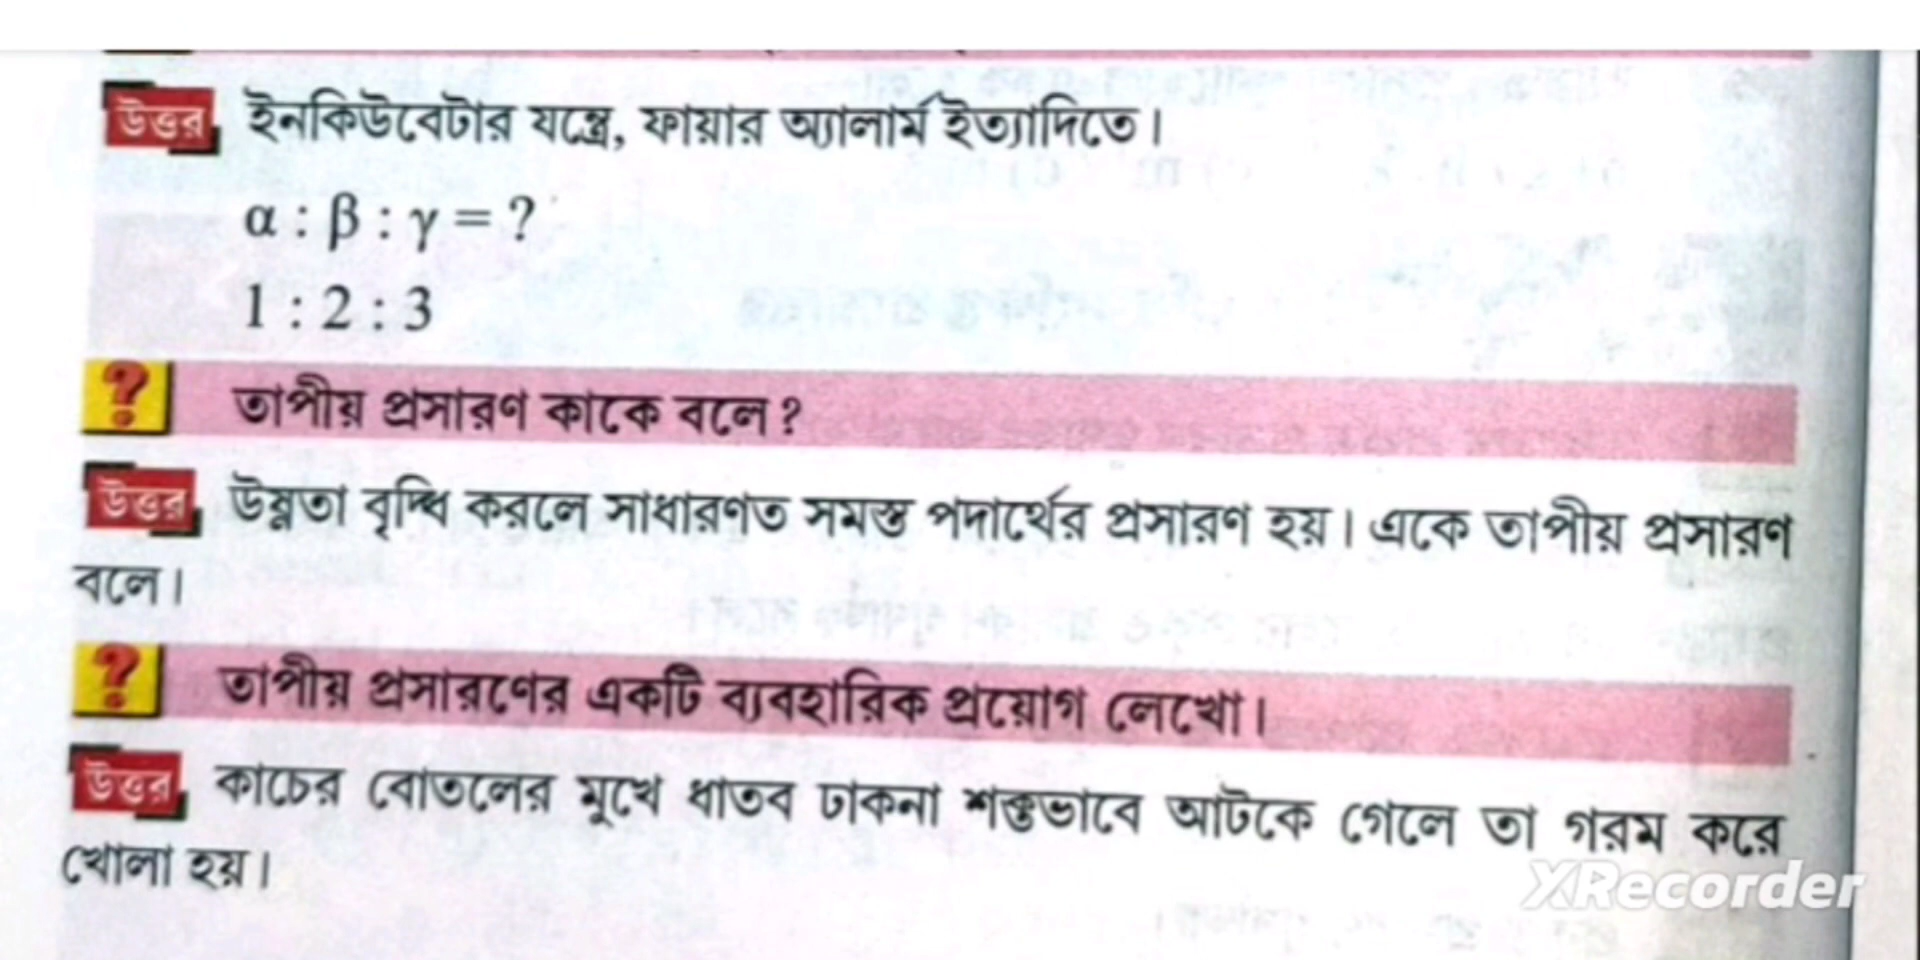 উত্তর ইনকিউবেটার যন্ত্রে, ফায়ার অ্যালার্ম ইত্যাদিতে।
α : β : γ = ?
1 : 2 : 3
? তাপীয় প্রসারণ কাকে বলে?
উত্তর উষ্ণতা বৃদ্ধি করলে সাধারণত সমস্ত পদার্থের প্রসারণ হয়। একে তাপীয় প্রসারণ
বলে।
? তাপীয় প্রসারণের একটি ব্যবহারিক প্রয়োগ লেখো।
উত্তর কাচের বোতলের মুখে ধাতব ঢাকনা শক্তভাবে আটকে গেলে তা গরম করে
খোলা হয়।
XRecorder